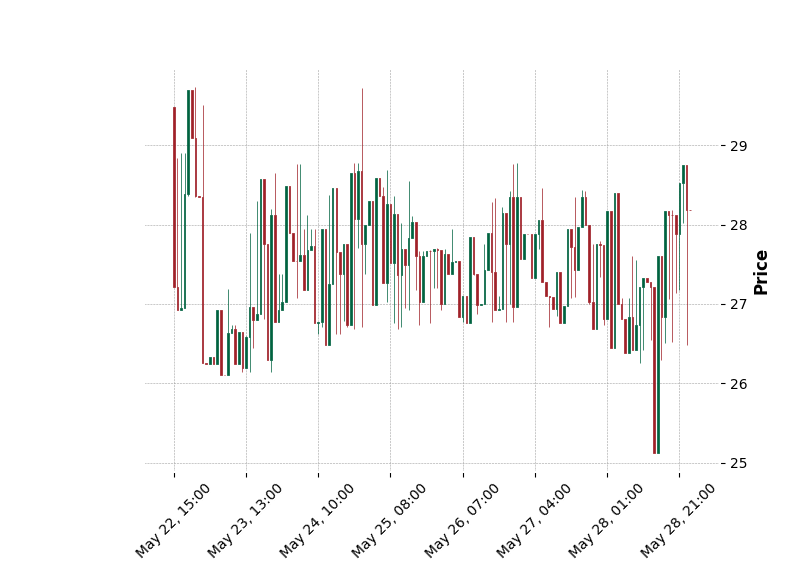 29
28
27
26
25
Price
May 22, 15:00
May 23, 13:00
May 24, 10:00
May 25, 08:00
May 26, 07:00
May 27, 04:00
May 28, 01:00
May 28, 21:00